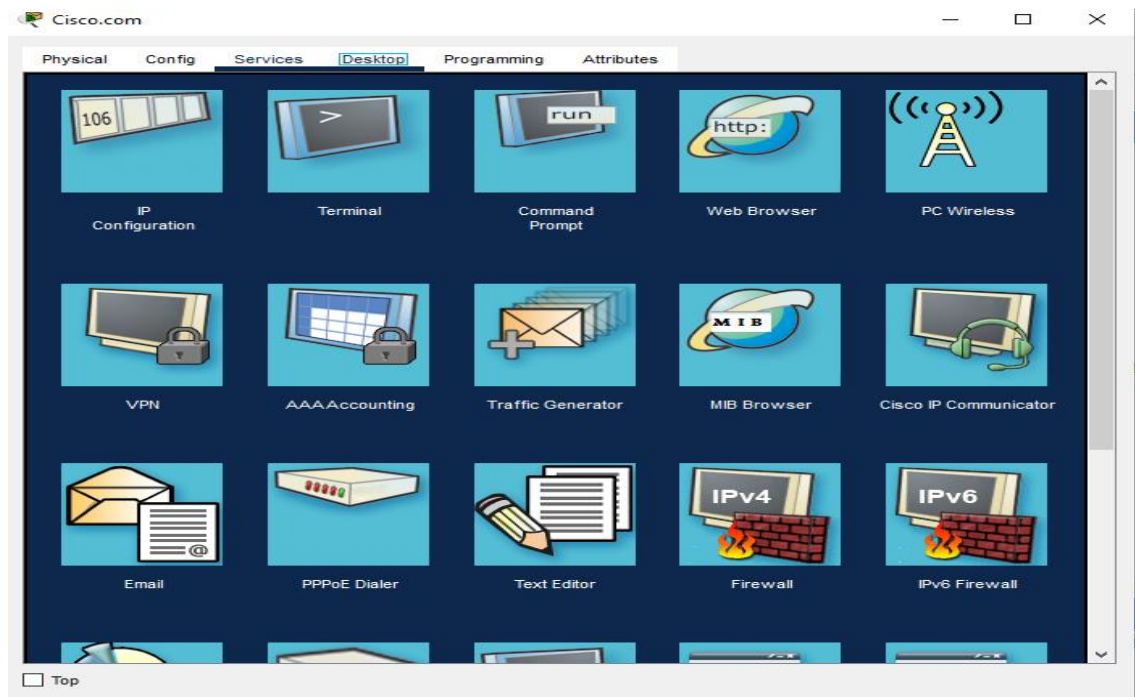 Cisco.com
Physical Config Services Desktop Programming Attributes
106
>
run
http:
IP
Configuration
Terminal
Command
Prompt
Web Browser
PC Wireless
MIB
VPN
AAAAccounting
Traffic Generator
MIB Browser
Cisco IP Communicator
@
IPv4
IPv6
Email
PPPoE Dialer
Text Editor
Firewall
IPv6 Firewall
Top